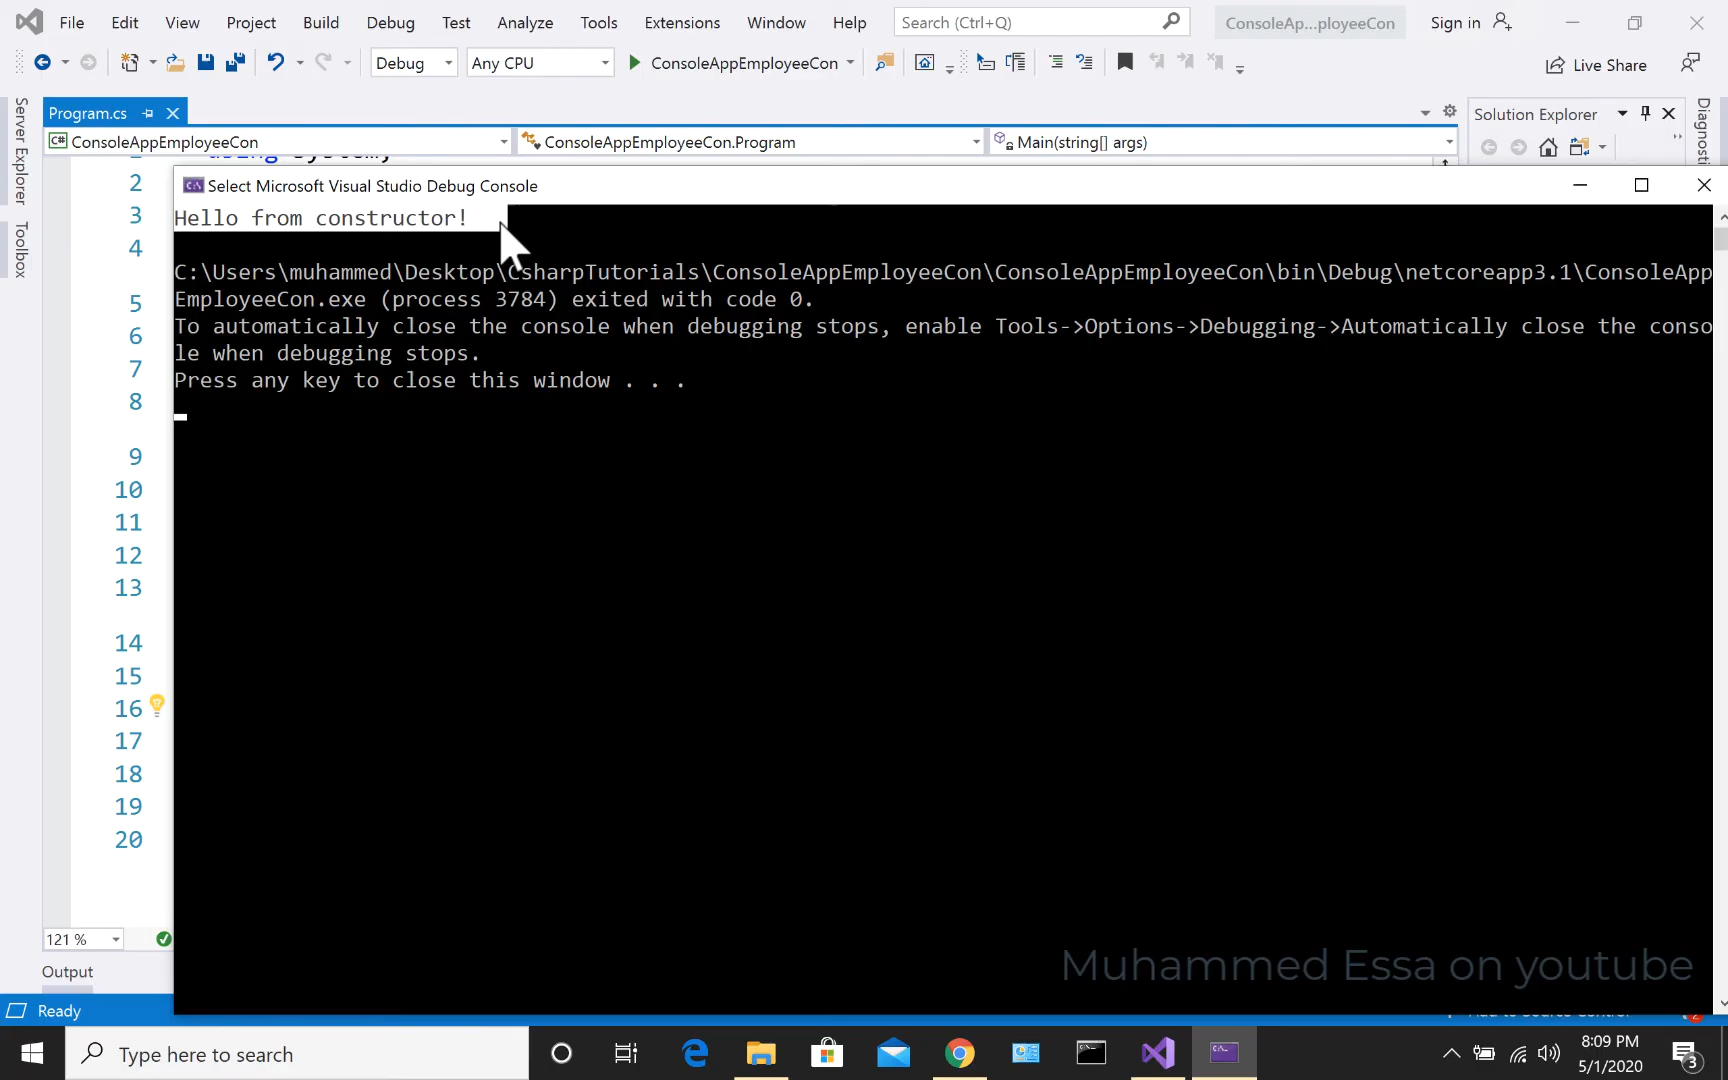 File Edit View Project Build Debug Test Analyze Tools Extensions Window Help Search (Ctrl+Q) ConsoleAp...ployeeCon Sign in
Debug Any CPU ConsoleAppEmployeeCon Live Share
Server Explorer
Toolbox
Program.cs
Solution Explorer
ConsoleAppEmployeeCon ConsoleAppEmployeeCon.Program Main(string[] args)
C:\ Select Microsoft Visual Studio Debug Console
Hello from constructor!
C:\Users\muhammed\Desktop\CsharpTutorials\ConsoleAppEmployeeCon\ConsoleAppEmployeeCon\bin\Debug\netcoreapp3.1\ConsoleApp
EmployeeCon.exe (process 3784) exited with code 0.
To automatically close the console when debugging stops, enable Tools->Options->Debugging->Automatically close the conso
le when debugging stops.
Press any key to close this window . . .
2
3
4
5
6
7
8
9
10
11
12
13
14
15
16
17
18
19
20
121 %
Output
Muhammed Essa on youtube
Ready
Type here to search
8:09 PM
5/1/2020
3